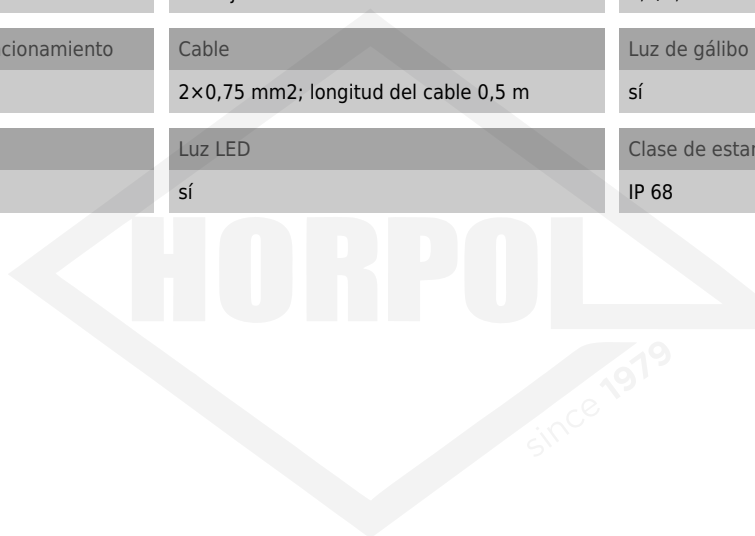 cionamiento
Cable
Luz de gálibo
2×0,75 mm2; longitud del cable 0,5 m
sí
Luz LED
Clase de estan
sí
IP 68
HORPOL
since 1979